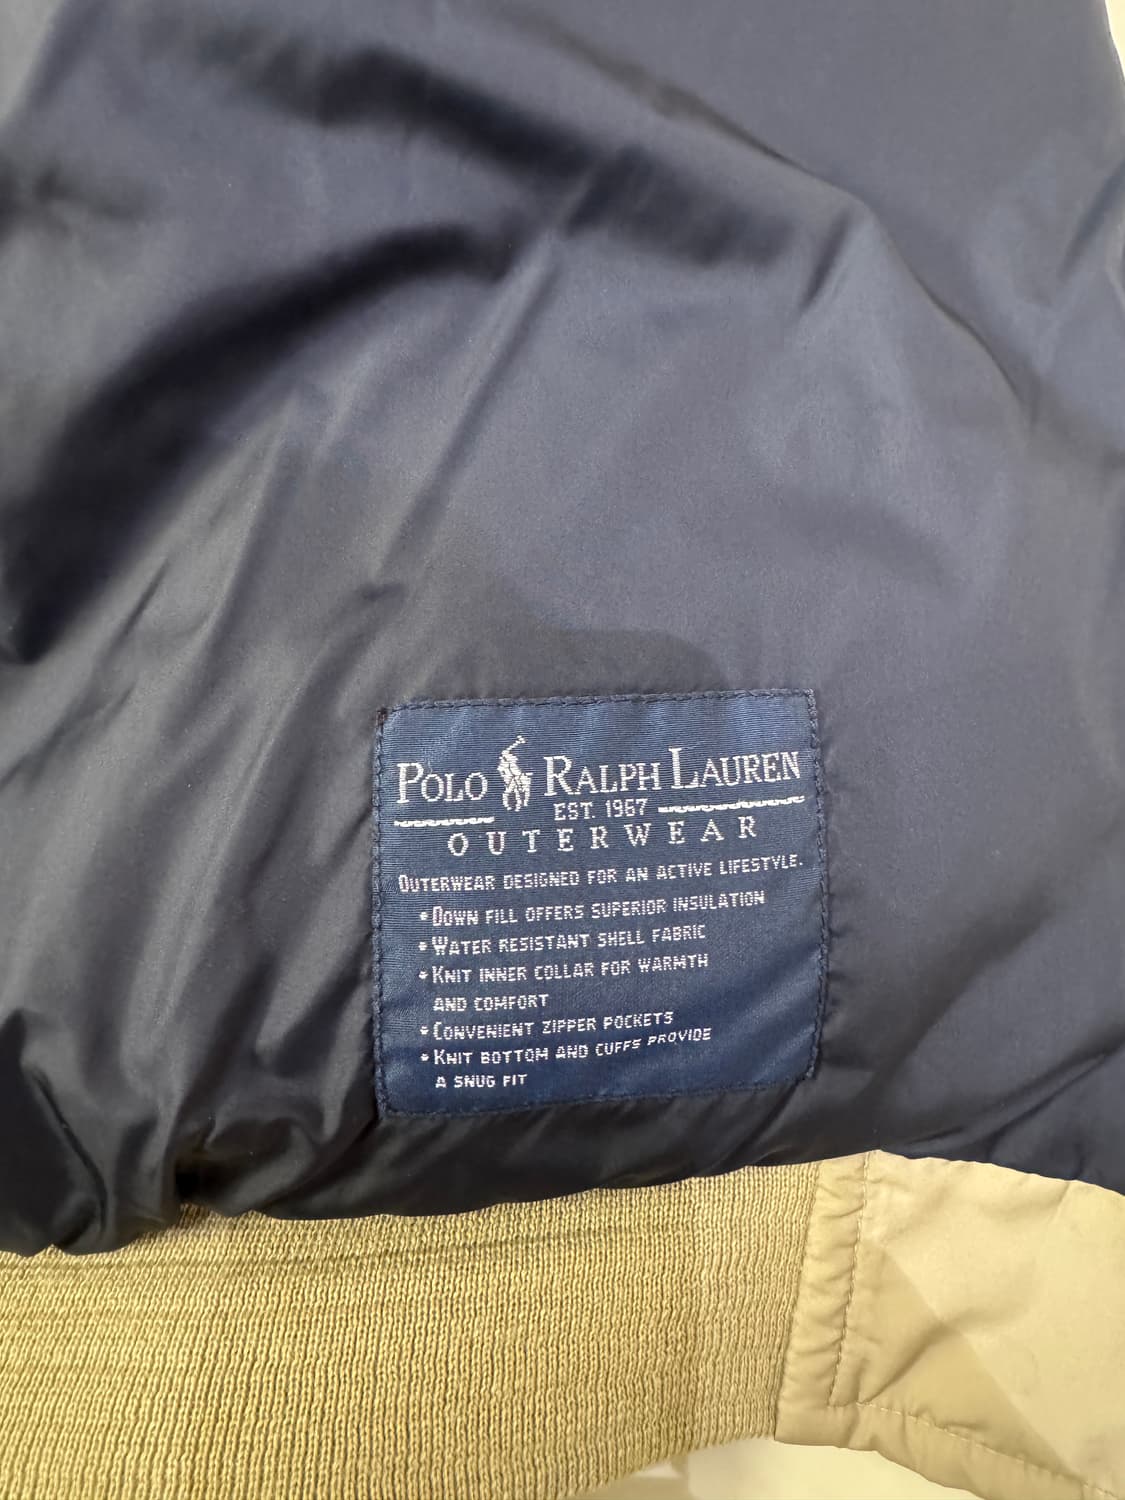 POLO RALPH LAUREN
EST. 1967
OUTERWEAR
OUTERWEAR DESIGNED FOR AN ACTIVE LIFESTYLE.
• DOWN FILL OFFERS SUPERIOR INSULATION
• WATER RESISTANT SHELL FABRIC
• KNIT INNER COLLAR FOR WARMTH
AND COMFORT
• CONVENIENT ZIPPER POCKETS
• KNIT BOTTOM AND CUFFS PROVIDE
A SNUG FIT